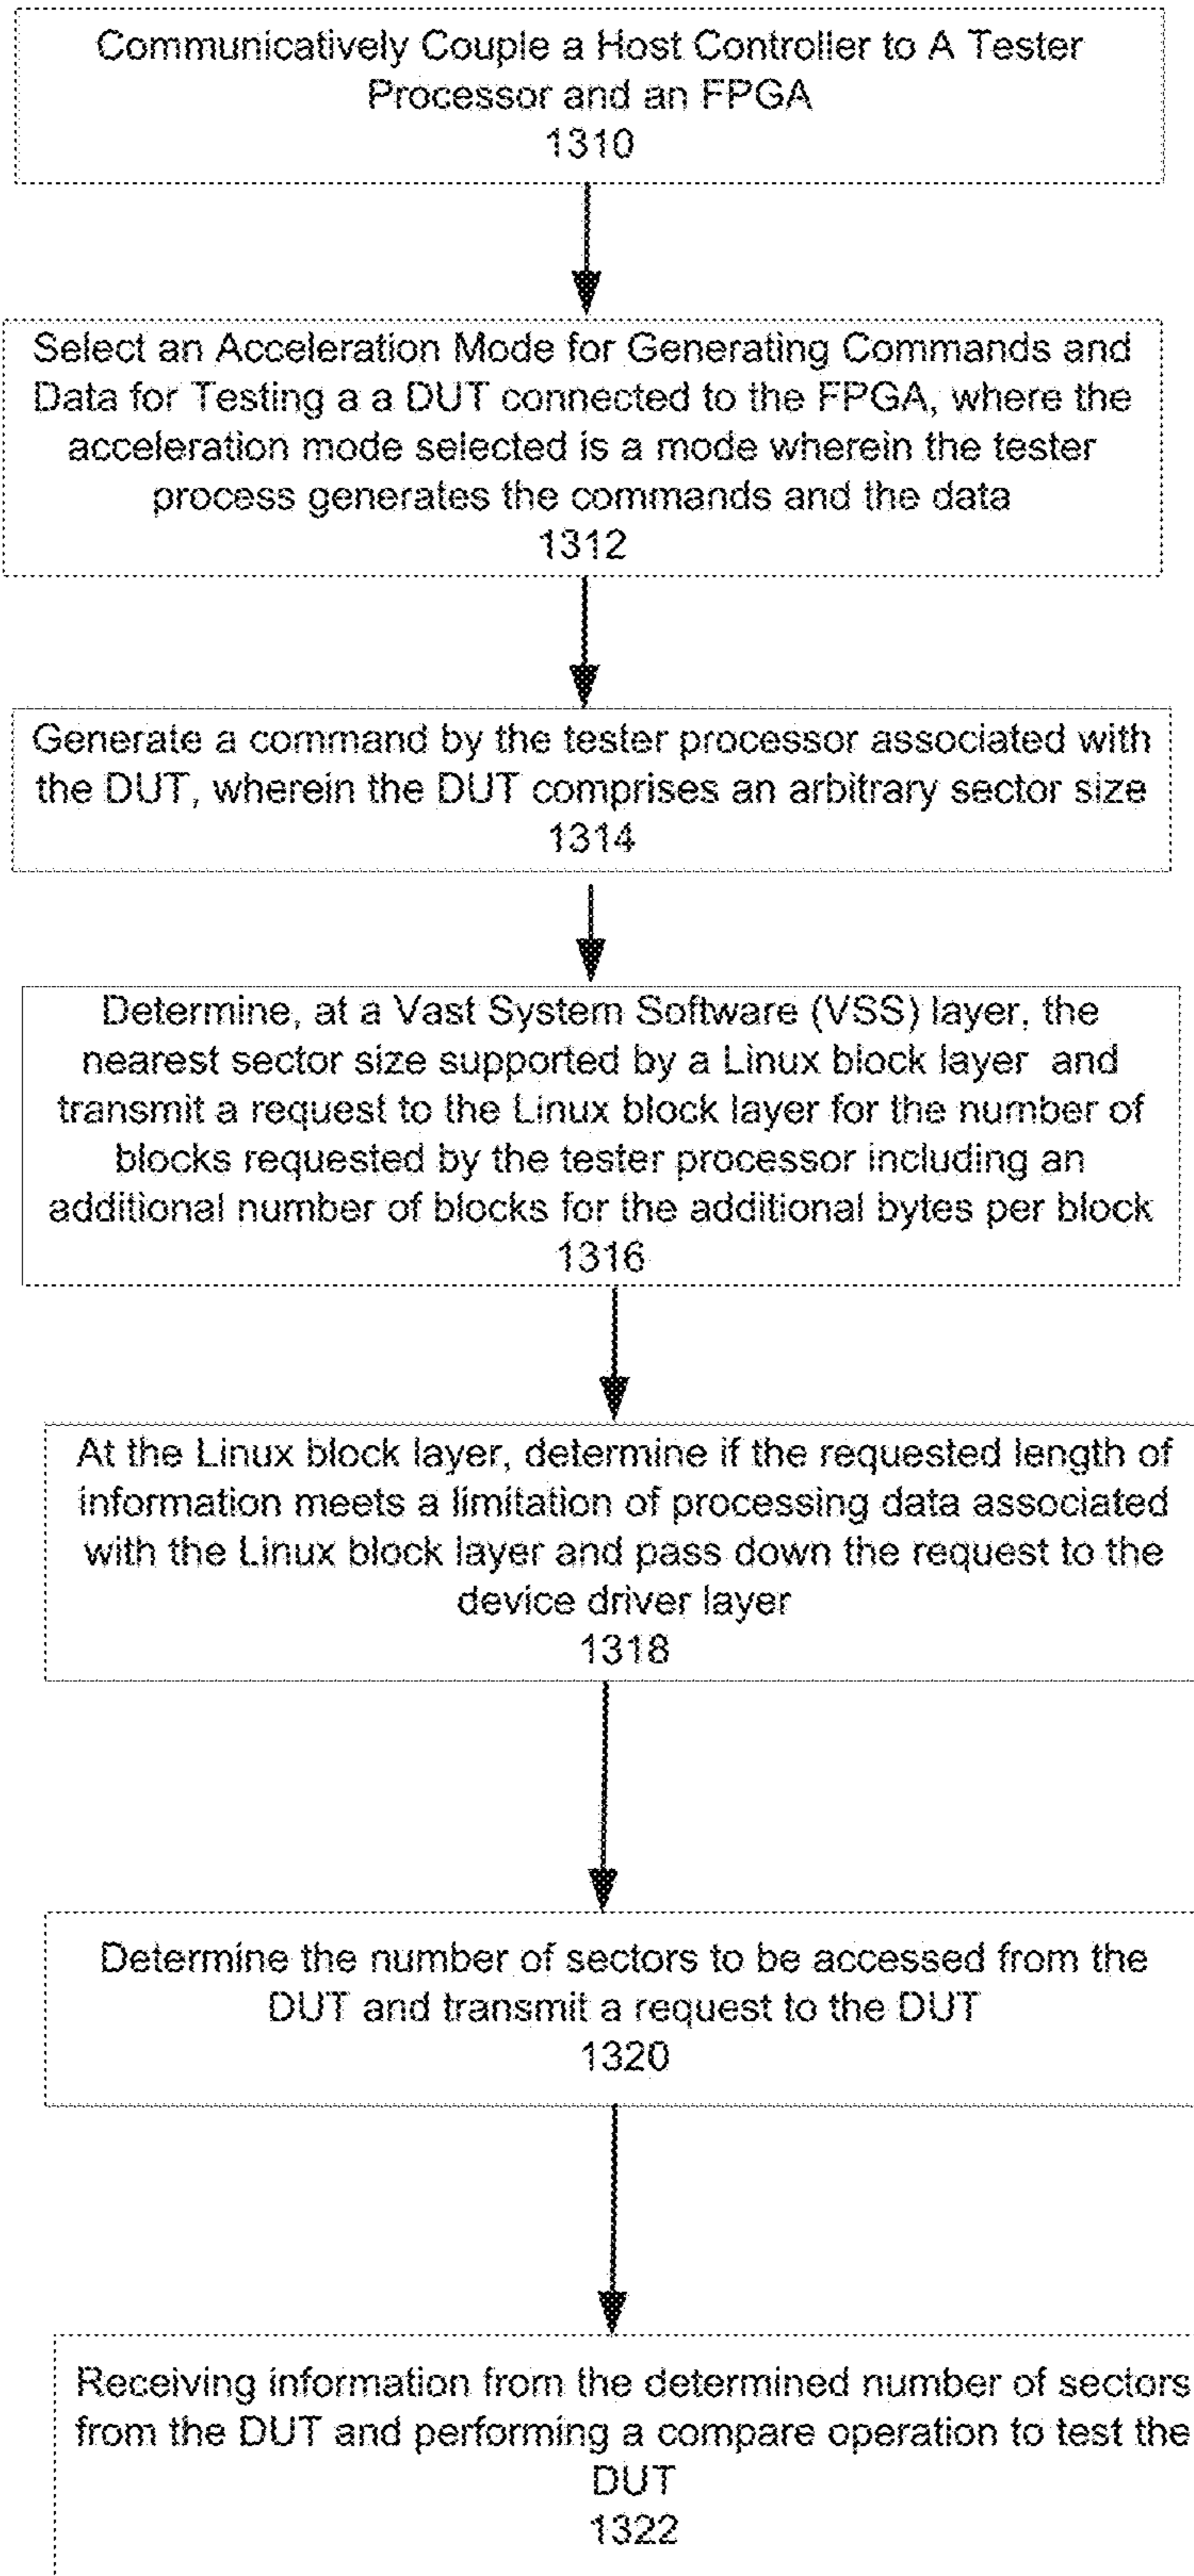 Communicatively Couple a Host Controller to A Tester
Processor and an FPGA
1310
Select an Acceleration Mode for Generating Commands and
Data for Testing a a DUT connected to the FPGA, where the
acceleration mode selected is a mode wherein the tester
process generates the commands and the data
1312
Generate a command by the tester processor associated with
the DUT, wherein the DUT comprises an arbitrary sector size
1314
Determine, at a Vast System Software (VSS) layer, the
nearest sector size supported by a Linux block layer and
transmit a request to the Linux block layer for the number of
blocks requested by the tester processor including an
additional number of blocks for the additional bytes per block
1316
At the Linux block layer, determine if the requested length of
information meets a limitation of processing data associated
with the Linux block layer and pass down the request to the
device driver layer
1318
Determine the number of sectors to be accessed from the
DUT and transmit a request to the DUT
1320
Receiving information from the determined number of sectors
from the DUT and performing a compare operation to test the
DUT
1322